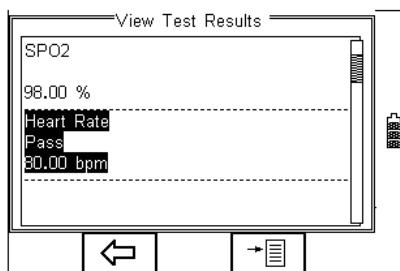 View Test Results
SPO2
98.00 %
Heart Rate
Pass
80.00 bpm